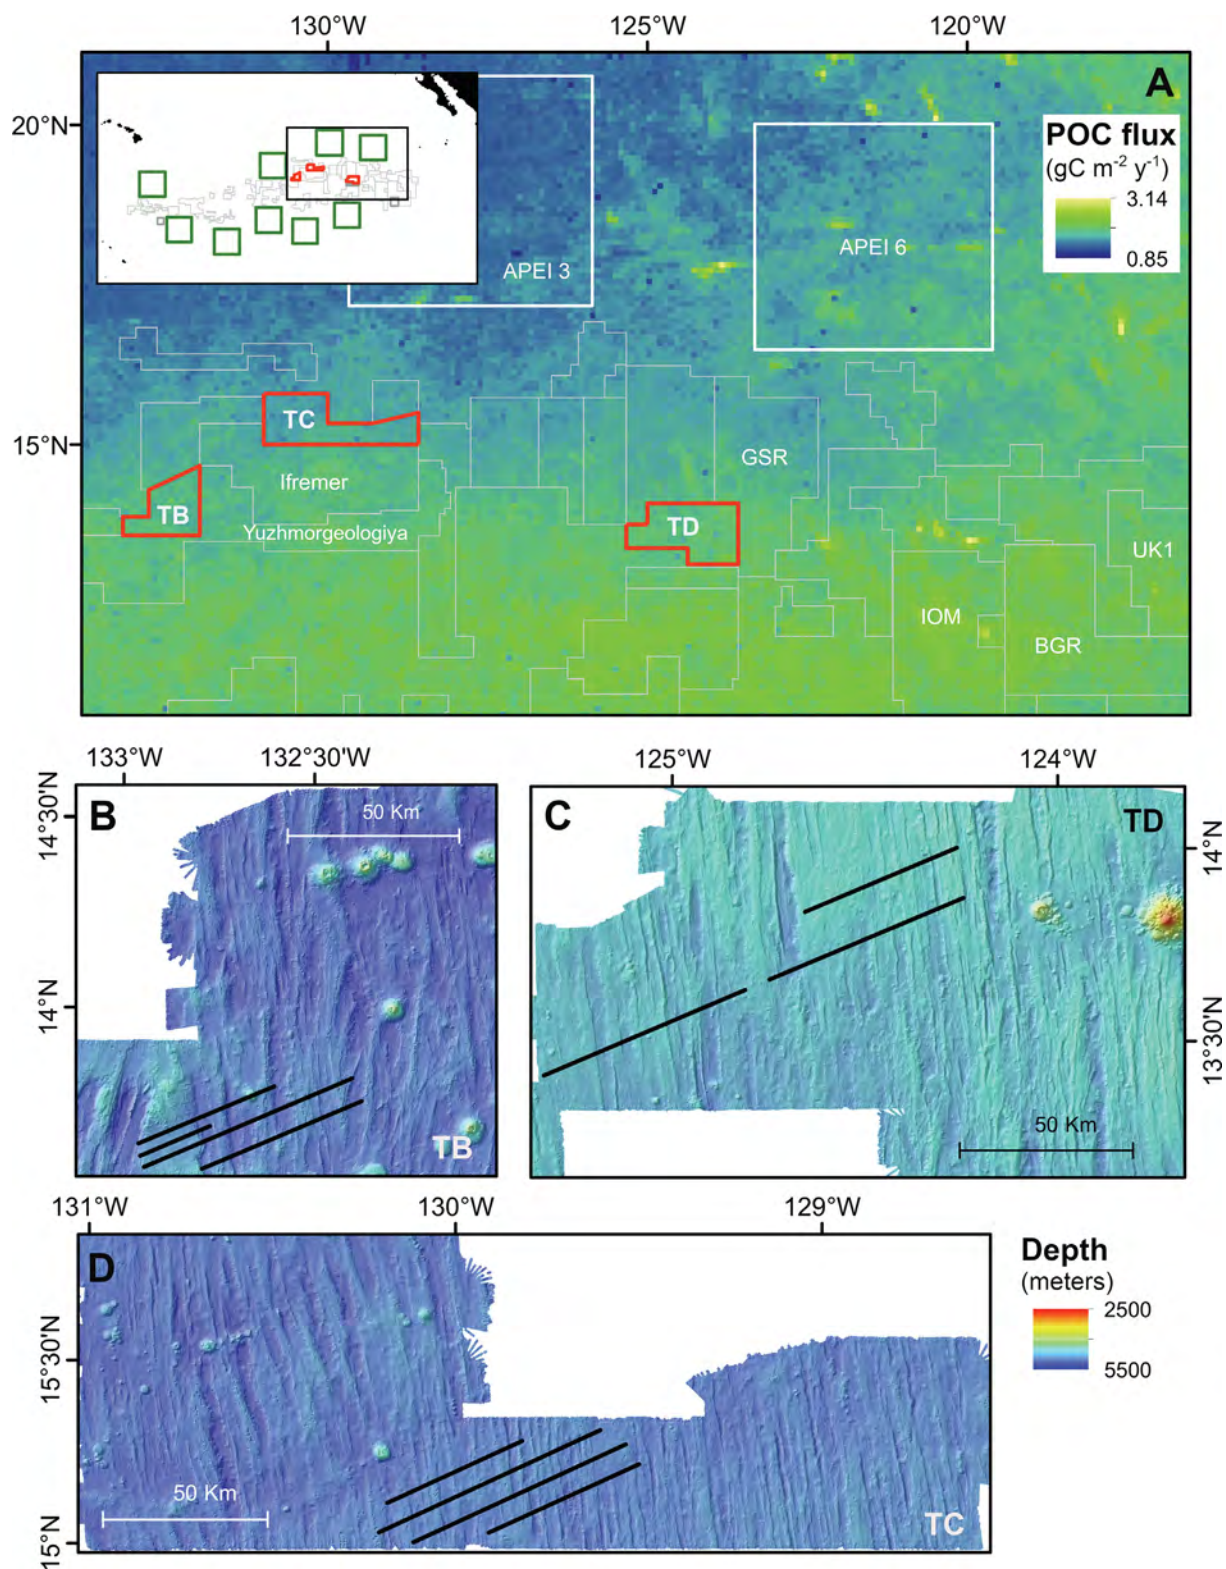 130°W 125°W 120°W
A
20°N
15°N
POC flux
(gC m-2 y-1)
3.14
0.85
APEI 3
APEI 6
TC
TB
TD
Ifremer
Yuzhmorgeologiya
GSR
IOM
BGR
UK1
133°W 132°30'W
B
50 Km
14°30'N
14°N
TB
125°W 124°W
C
TD
14°N
13°30'N
50 Km
131°W 130°W 129°W
D
15°30'N
15°N
50 Km
TC
Depth
(meters)
2500
5500